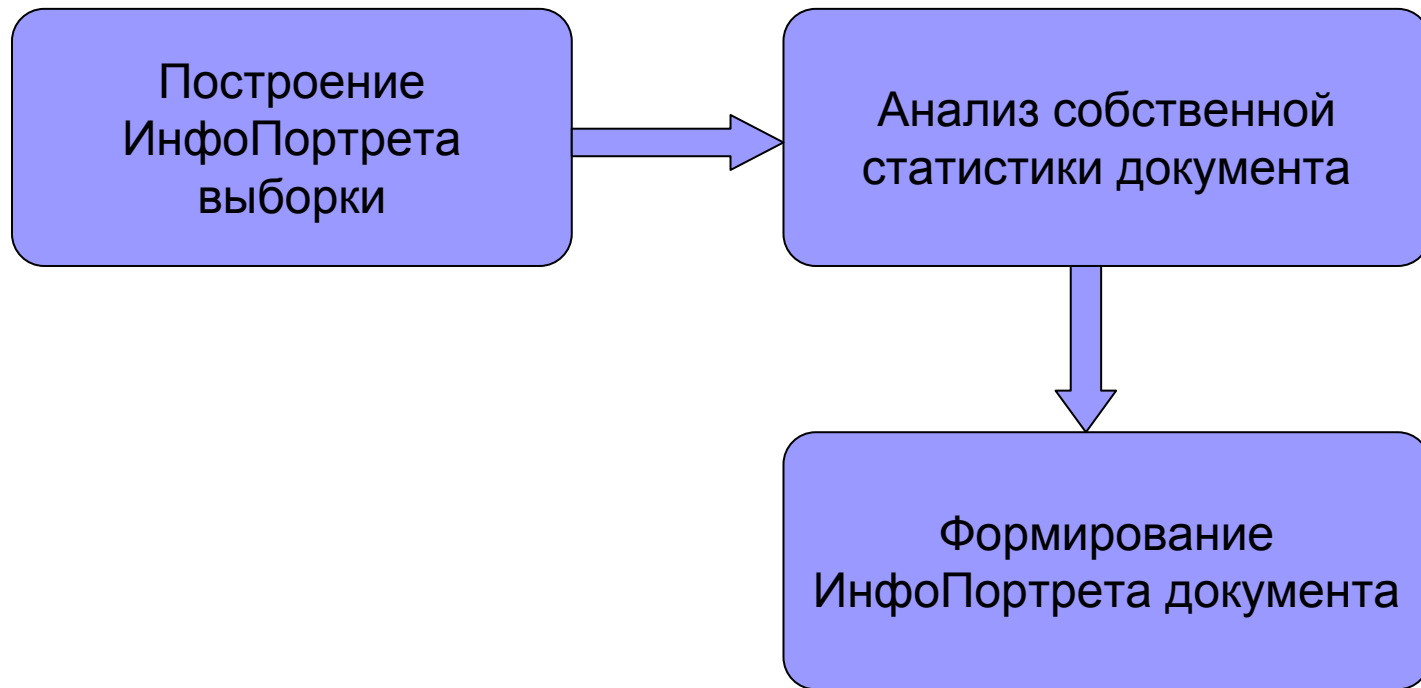 Построение
ИнфоПортрета
выборки
Анализ собственной
статистики документа
Формирование
ИнфоПортрета документа